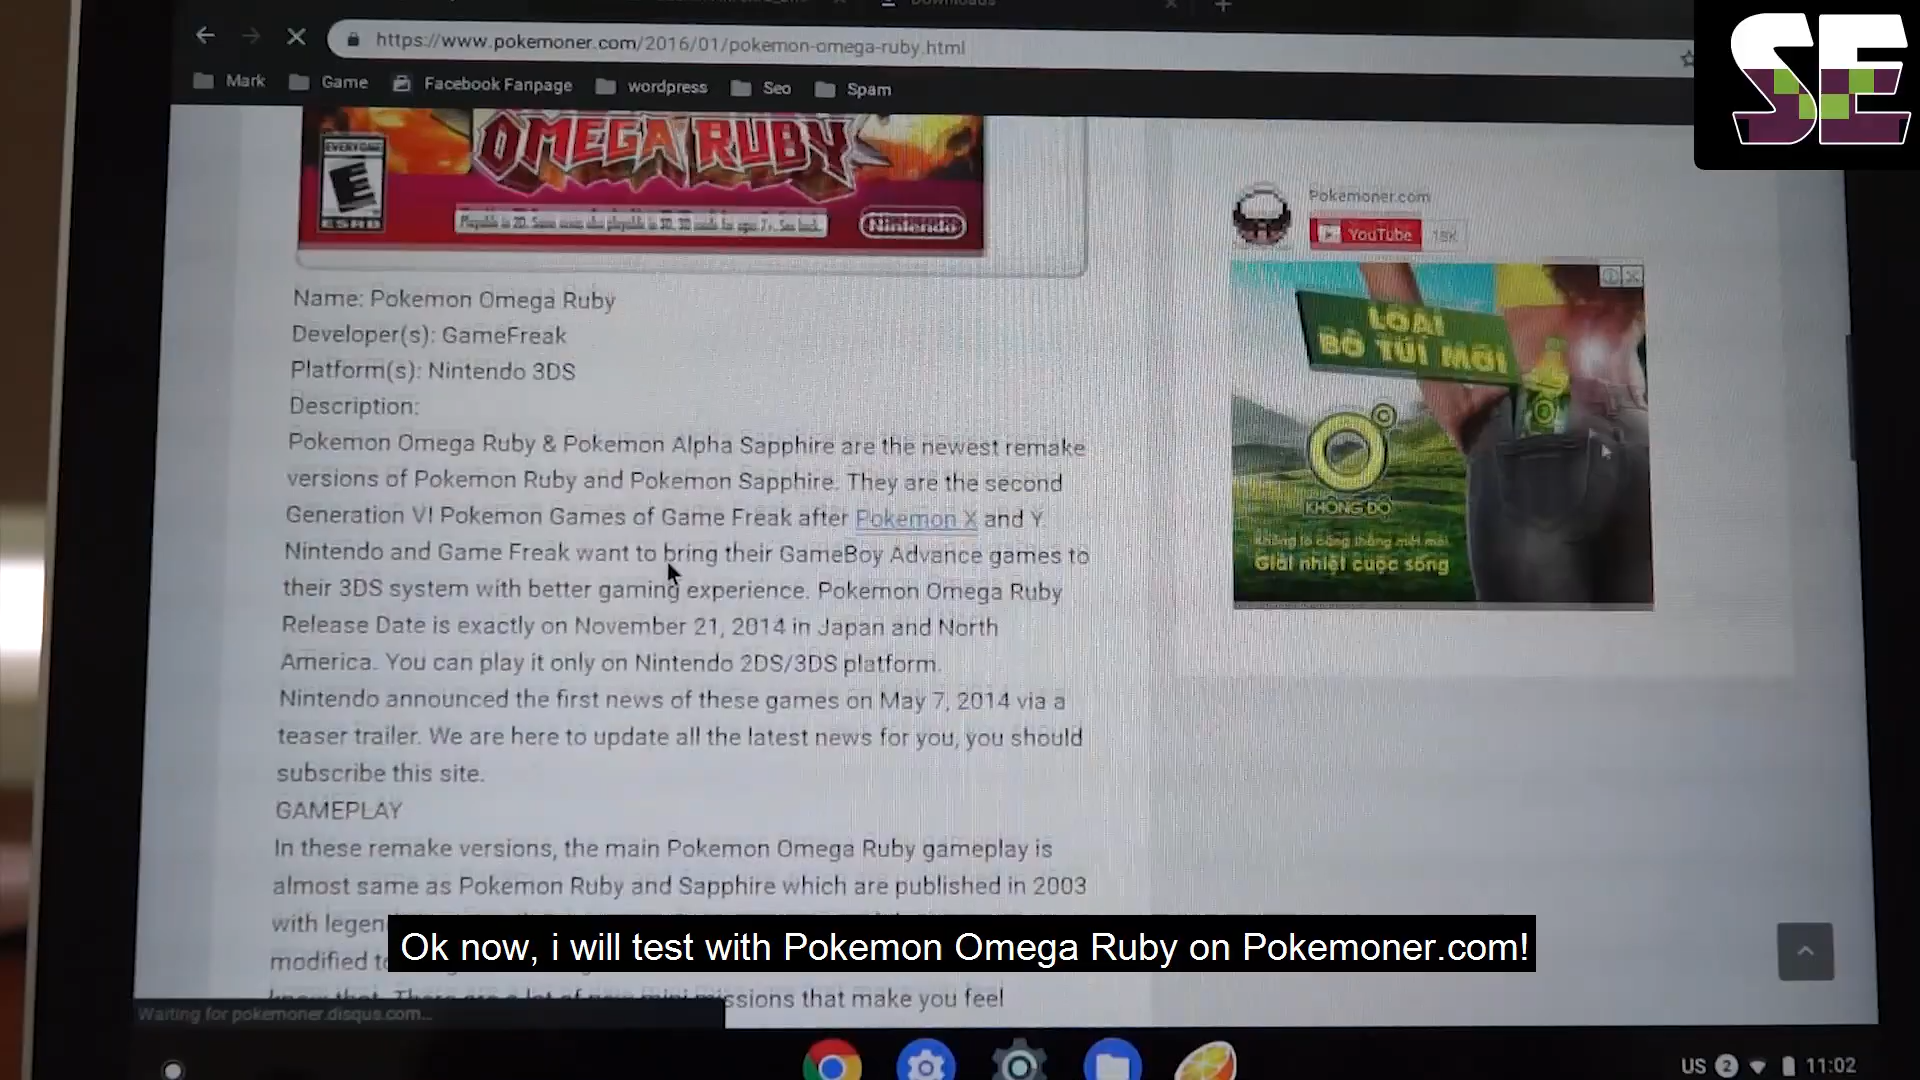 Downloads
https://www.pokemoner.com/2016/01/pokemon-omega-ruby.html
SE
Mark
Game
Facebook Fanpage
wordpress
Seo
Spam
OMEGA RUBY
EVERYONE
E
ESRB
Nintendo
Pokemoner.com
YouTube
LOẠI
BỎ TÚI MỚI
KHÔNG ĐỘ
Giải nhiệt cuộc sống
Name: Pokemon Omega Ruby
Developer(s): GameFreak
Platform(s): Nintendo 3DS
Description:
Pokemon Omega Ruby & Pokemon Alpha Sapphire are the newest remake
versions of Pokemon Ruby and Pokemon Sapphire. They are the second
Generation VI Pokemon Games of Game Freak after Pokemon X and Y.
Nintendo and Game Freak want to bring their GameBoy Advance games to
their 3DS system with better gaming experience. Pokemon Omega Ruby
Release Date is exactly on November 21, 2014 in Japan and North
America. You can play it only on Nintendo 2DS/3DS platform.
Nintendo announced the first news of these games on May 7, 2014 via a
teaser trailer. We are here to update all the latest news for you, you should
subscribe this site.
GAMEPLAY
In these remake versions, the main Pokemon Omega Ruby gameplay is
almost same as Pokemon Ruby and Sapphire which are published in 2003
with legen
modified to
missions that make you feel
Ok now, i will test with Pokemon Omega Ruby on Pokemoner.com!
Waiting for pokemoner.disqus.com...
US 2 11:02